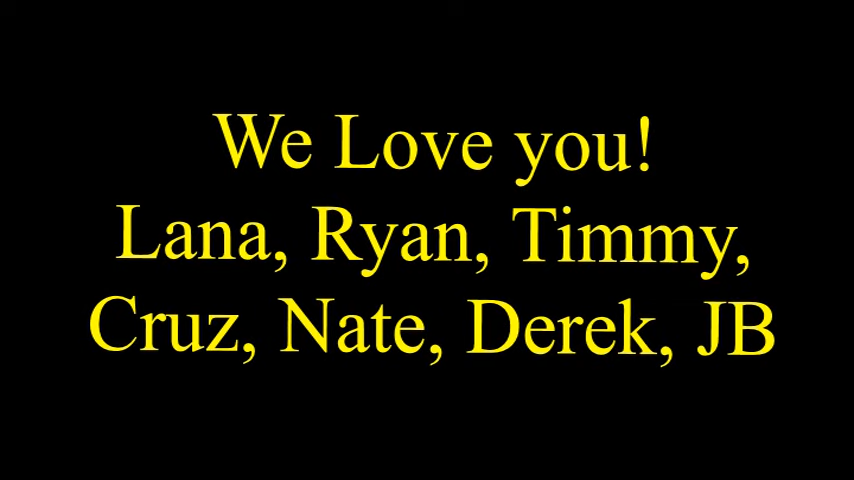 We Love you!
Lana, Ryan, Timmy,
Cruz, Nate, Derek, JB